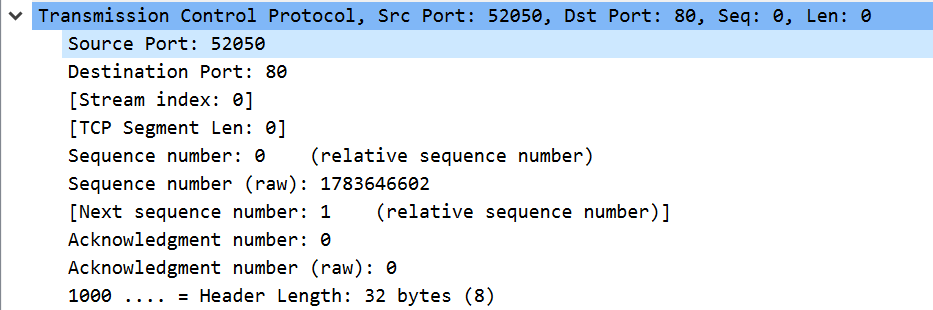 Transmission Control Protocol, Src Port: 52050, Dst Port: 80, Seq: 0, Len: 0
Source Port: 52050
Destination Port: 80
[Stream index: 0]
[TCP Segment Len: 0]
Sequence number: 0    (relative sequence number)
Sequence number (raw): 1783646602
[Next sequence number: 1    (relative sequence number)]
Acknowledgment number: 0
Acknowledgment number (raw): 0
1000 .... = Header Length: 32 bytes (8)